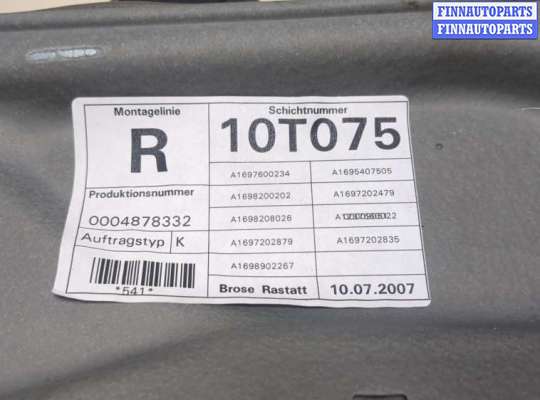 FINNAUTOPARTS
FINNAUTOPARTS
Montagelinie
R
Schichtnummer
10T075
A1697600234
A1695407505
Produktionsnummer
0004878332
A1698200202
A1697202479
A1698208026
Auftragstyp K
A1697202879
A1697202835
A1698902267
*541*
Brose Rastatt
10.07.2007